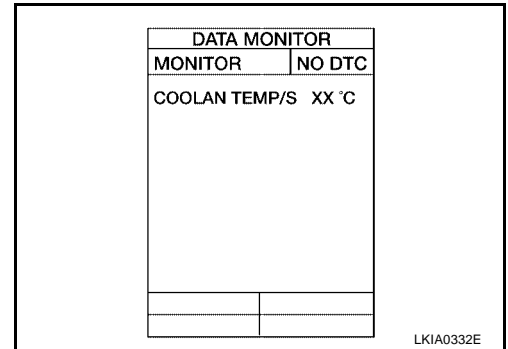 DATA MONITOR
MONITOR NO DTC
COOLAN TEMP/S XX °C
LKIA0332E